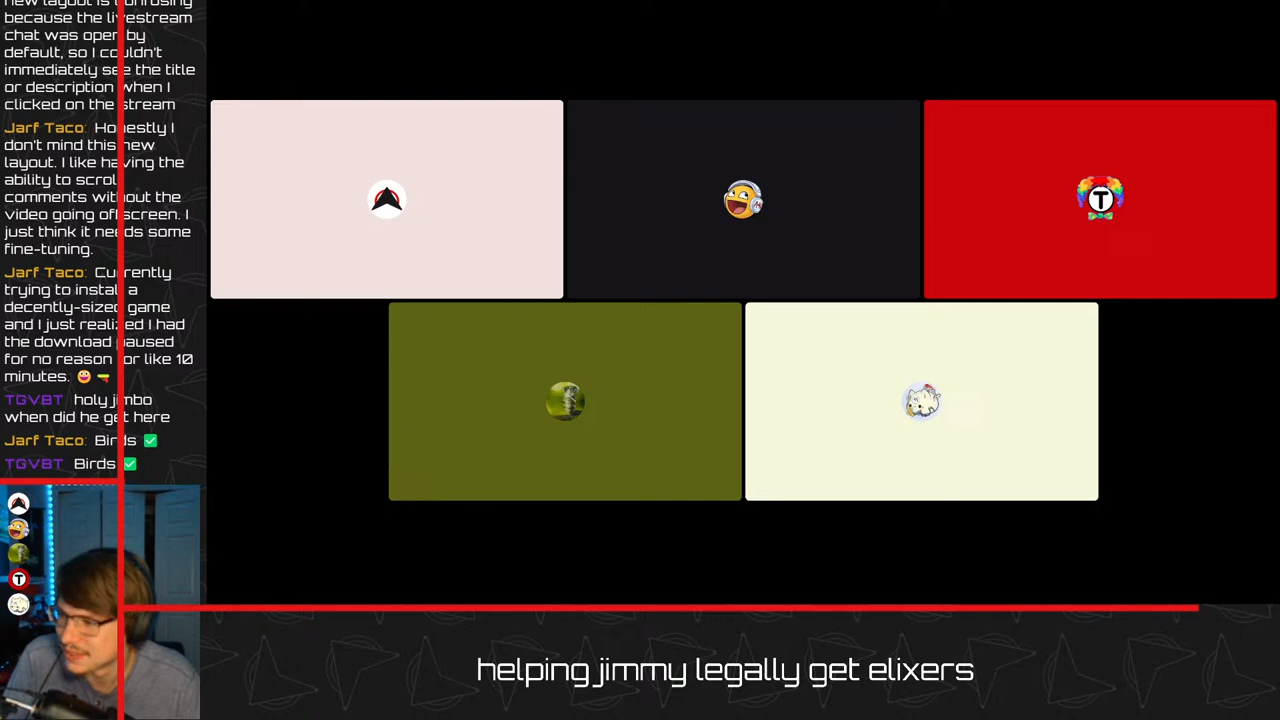 new layout is confusing
because the livestream
chat was open by
default, so I couldn't
immediately see the title
or description when I
clicked on the stream
Jarf Taco: Honestly I
don't mind this new
layout. I like having the
ability to scroll
comments without the
video going offscreen. I
just think it needs some
fine-tuning.
Jarf Taco: Currently
trying to install a
decently-sized game
and I just realized I had
the download paused
for no reason for like 10
minutes.
TGVBT holy jimbo
when did he get here
Jarf Taco: Birds ✅
TGVBT Birds ✅
T
T
helping jimmy legally get elixers